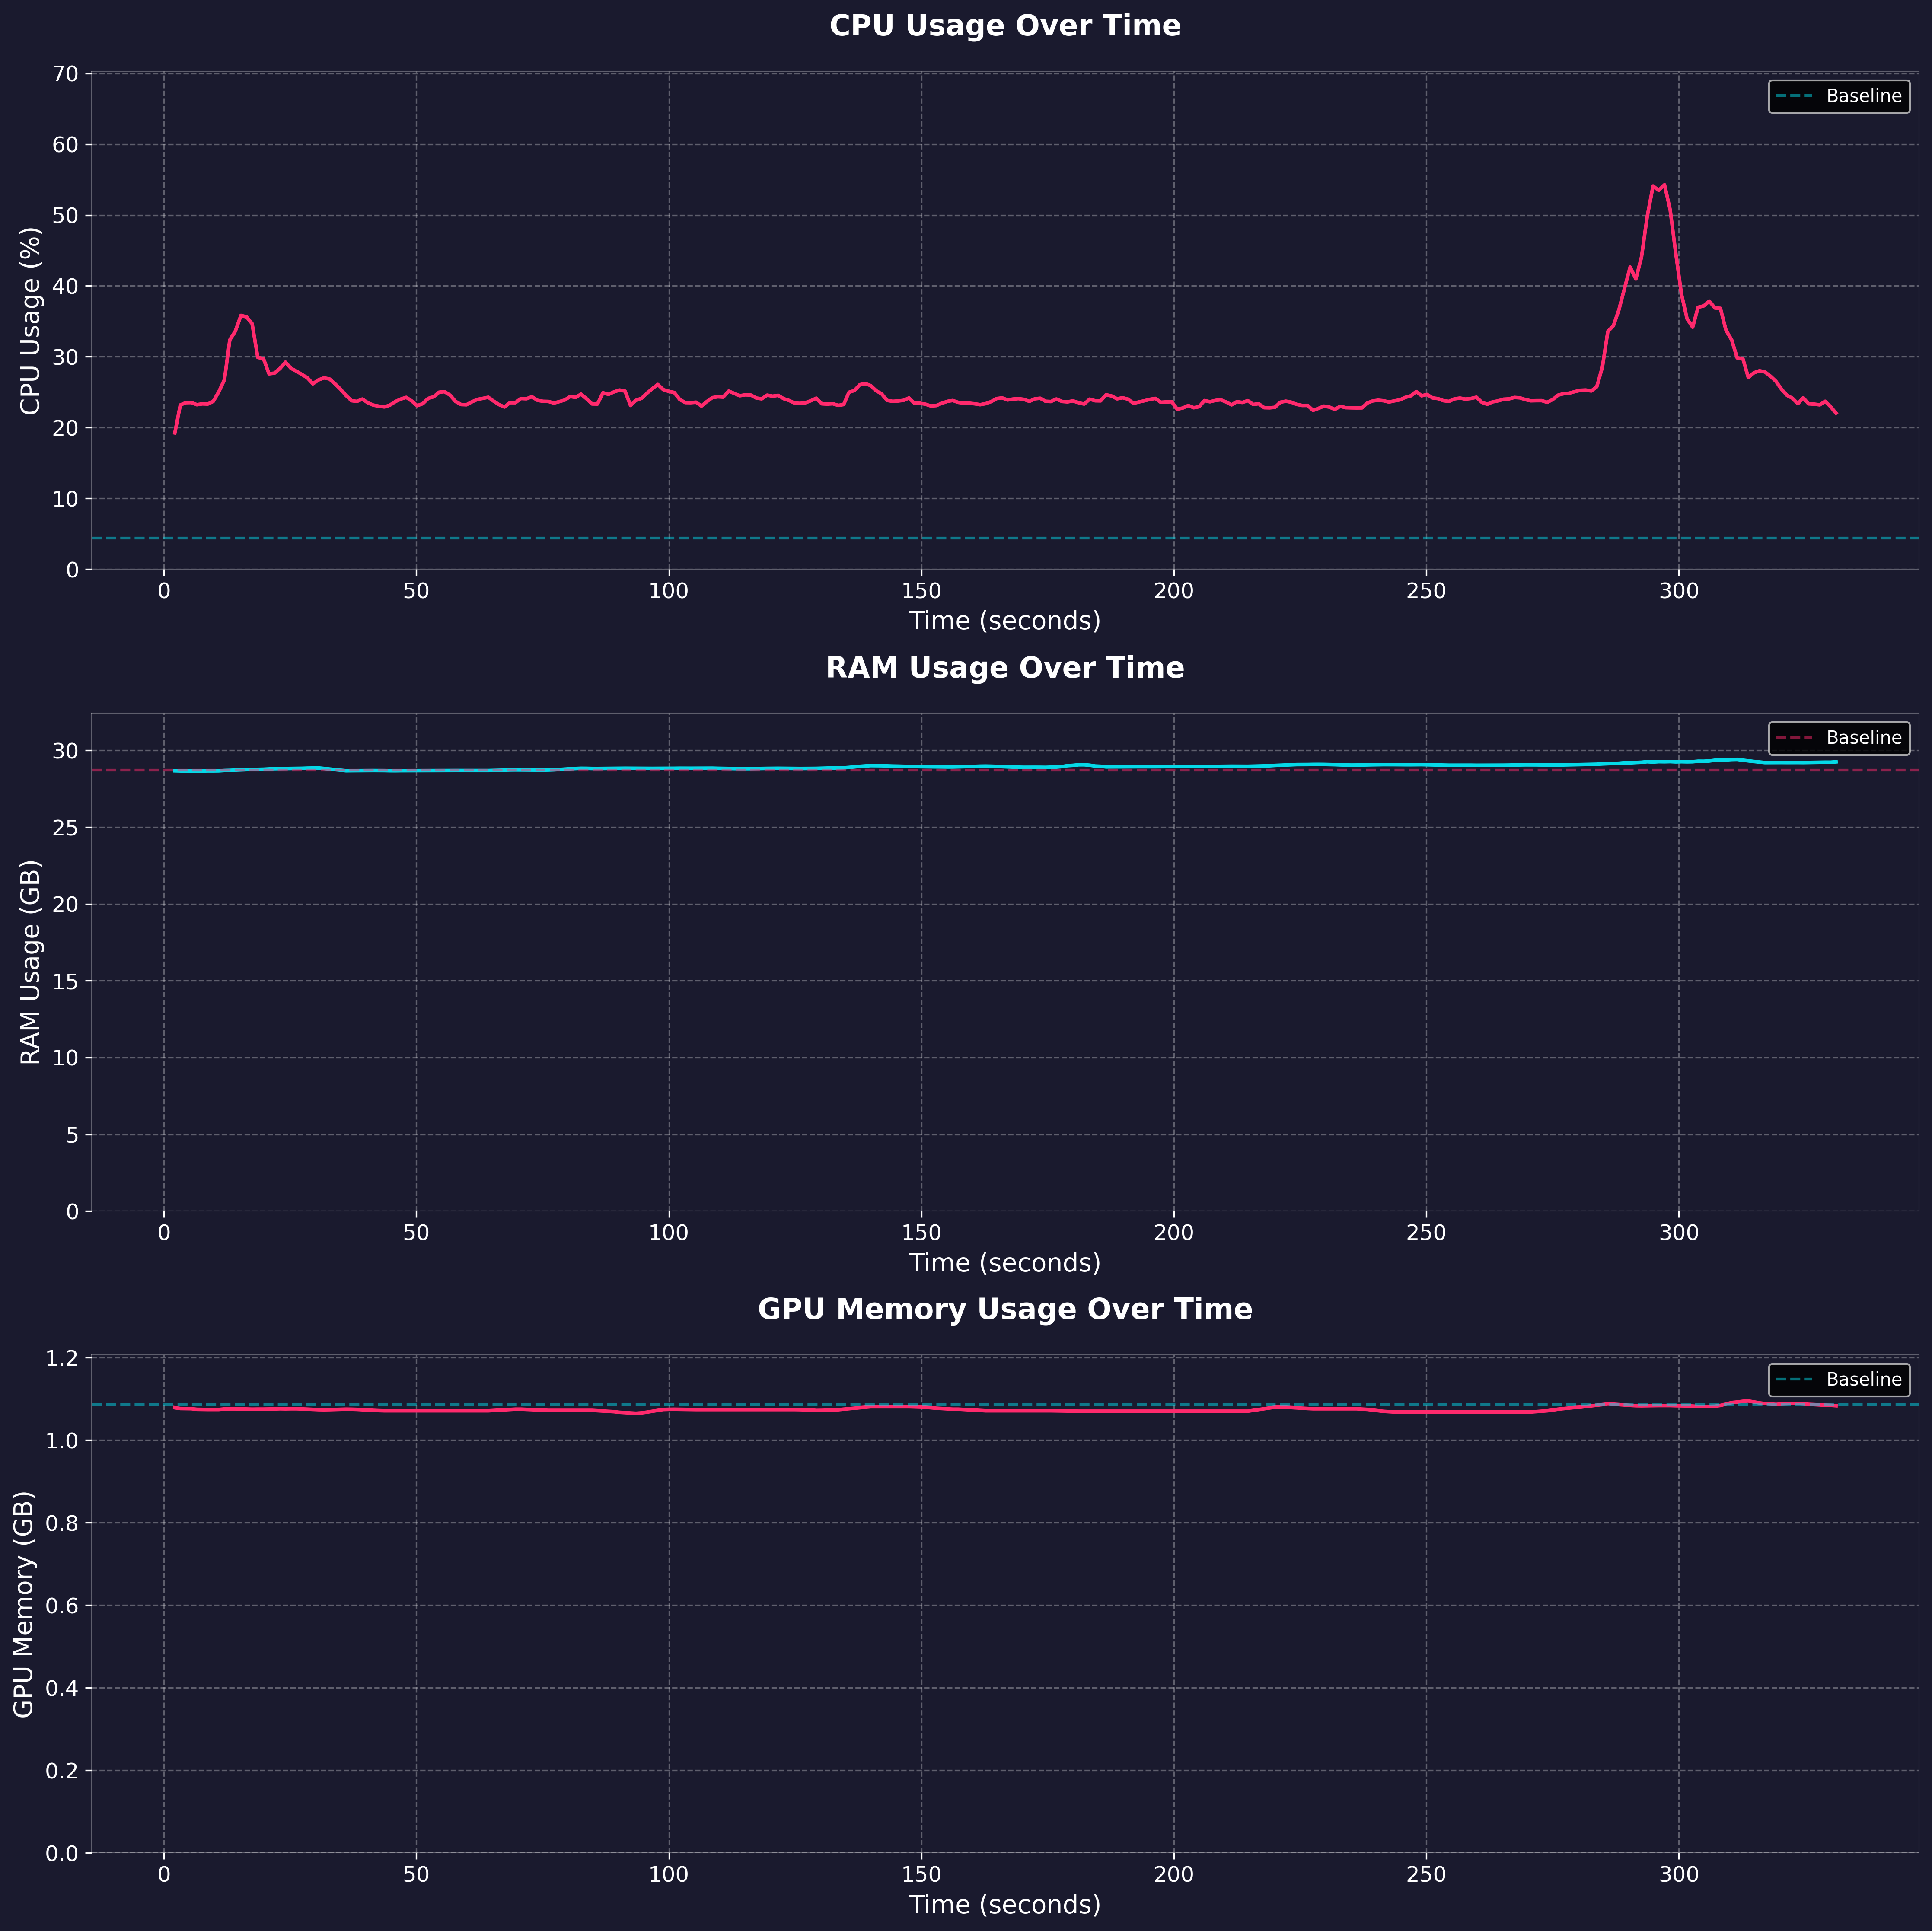 CPU Usage Over Time
70
60
50
40
30
20
10
0
CPU Usage (%)
Baseline
0 50 100 150 200 250 300
Time (seconds)
RAM Usage Over Time
30
25
20
15
10
5
0
RAM Usage (GB)
Baseline
0 50 100 150 200 250 300
Time (seconds)
GPU Memory Usage Over Time
1.2
1.0
0.8
0.6
0.4
0.2
0.0
GPU Memory (GB)
Baseline
0 50 100 150 200 250 300
Time (seconds)